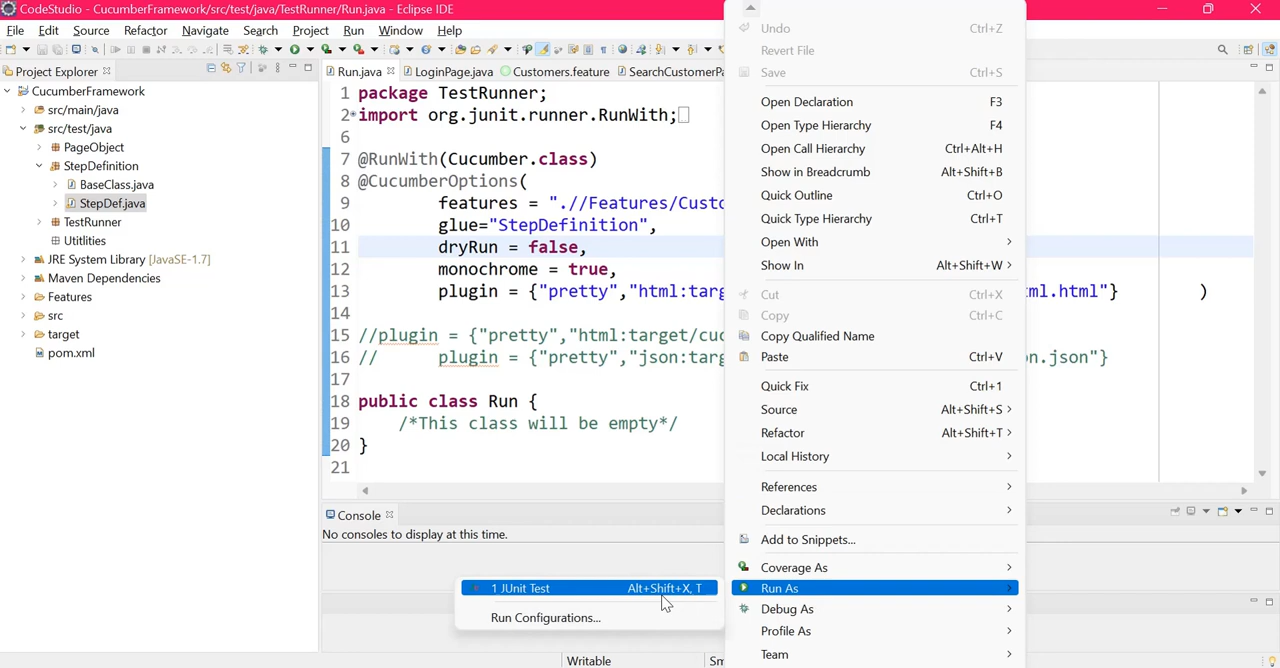 CodeStudio - CucumberFramework/src/test/java/TestRunner/Run.java - Eclipse IDE
File Edit Source Refactor Navigate Search Project Run Window Help
Project Explorer
CucumberFramework
src/main/java
src/test/java
PageObject
StepDefinition
BaseClass.java
StepDef.java
TestRunner
Utitlities
JRE System Library [JavaSE-1.7]
Maven Dependencies
Features
src
target
pom.xml
Run.java LoginPage.java Customers.feature SearchCustomerPa
1 package TestRunner;
2 import org.junit.runner.RunWith;
6
7 @RunWith(Cucumber.class)
8 @CucumberOptions(
9 features = ".//Features/Custo
10 glue="StepDefinition",
11 dryRun = false,
12 monochrome = true,
13 plugin = {"pretty","html:targ ml.html"} )
14
15 //plugin = {"pretty","html:target/cuc
16 // plugin = {"pretty","json:targ n.json"}
17
18 public class Run {
19 /*This class will be empty*/
20 }
21
Console
No consoles to display at this time.
Writable Sm
Undo Ctrl+Z
Revert File
Save Ctrl+S
Open Declaration F3
Open Type Hierarchy F4
Open Call Hierarchy Ctrl+Alt+H
Show in Breadcrumb Alt+Shift+B
Quick Outline Ctrl+O
Quick Type Hierarchy Ctrl+T
Open With
Show In Alt+Shift+W
Cut Ctrl+X
Copy Ctrl+C
Copy Qualified Name
Paste Ctrl+V
Quick Fix Ctrl+1
Source Alt+Shift+S
Refactor Alt+Shift+T
Local History
References
Declarations
Add to Snippets...
Coverage As
Run As
Debug As
Profile As
Team
1 JUnit Test Alt+Shift+X, T
Run Configurations...